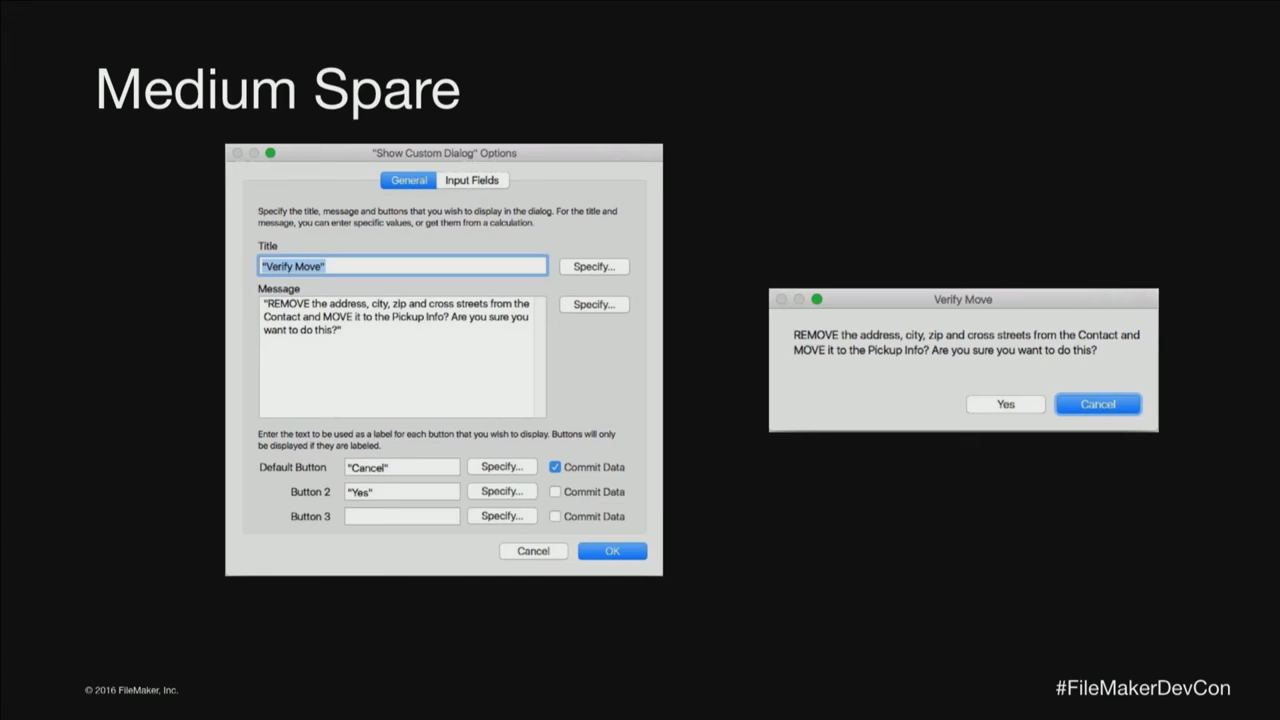 Medium Spare
"Show Custom Dialog" Options
General
Input Fields
Specify the title, message and buttons that you wish to display in the dialog. For the title and
message, you can enter specific values, or get them from a calculation.
Title
"Verify Move"
Specify...
Message
"REMOVE the address, city, zip and cross streets from the
Contact and MOVE it to the Pickup Info? Are you sure you
want to do this?"
Specify...
Enter the text to be used as a label for each button that you wish to display. Buttons will only
be displayed if they are labeled.
Default Button "Cancel" Specify... Commit Data
Button 2 "Yes" Specify... Commit Data
Button 3 Specify... Commit Data
Cancel OK
Verify Move
REMOVE the address, city, zip and cross streets from the Contact and
MOVE it to the Pickup Info? Are you sure you want to do this?
Yes Cancel
© 2016 FileMaker, Inc.
#FileMakerDevCon